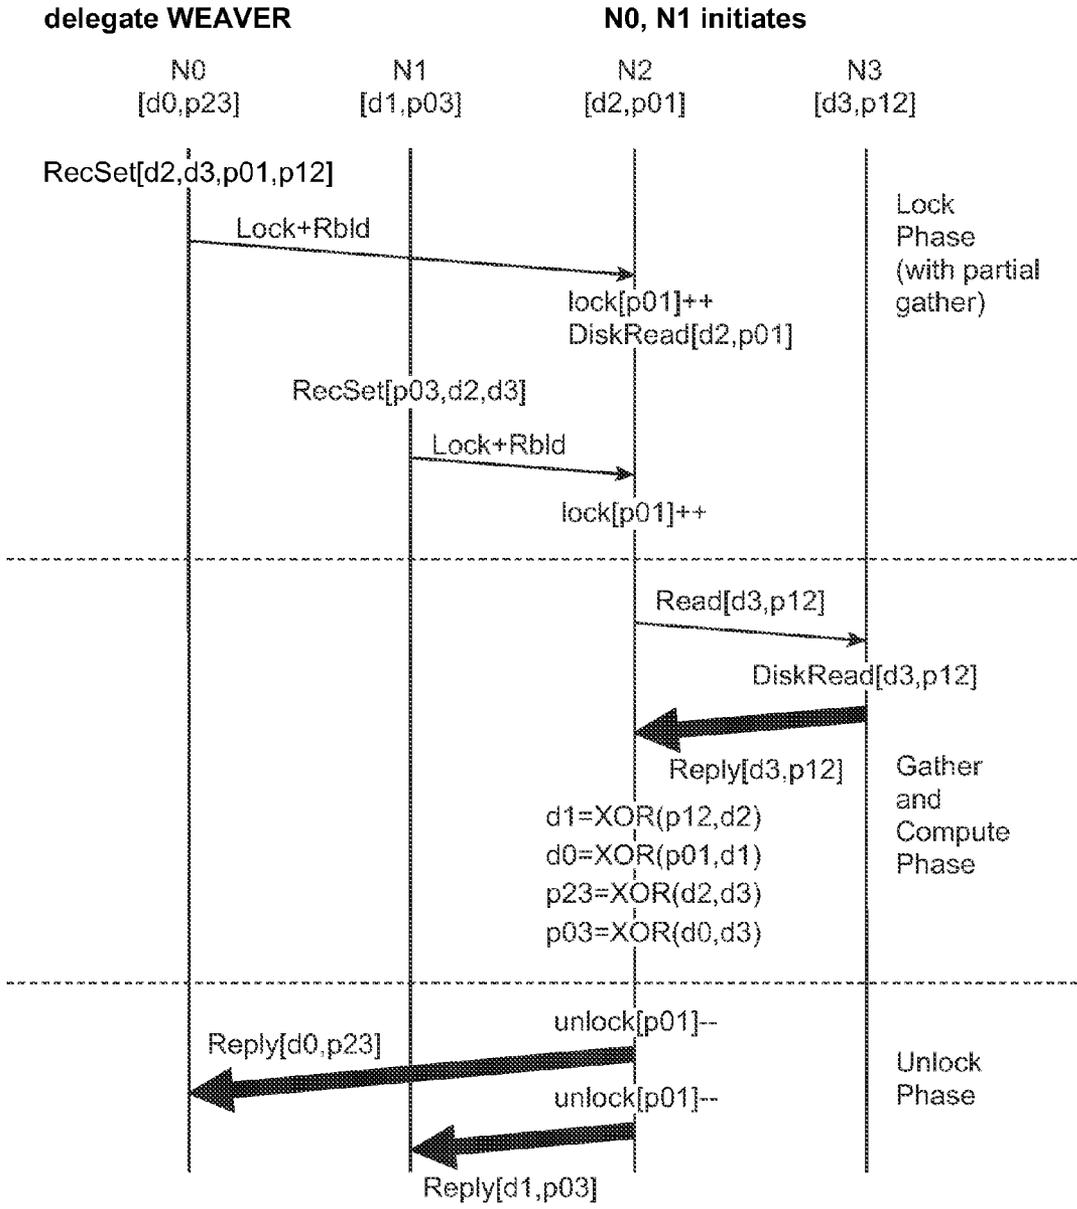 delegate WEAVER
N0, N1 initiates
N0
N1
N2
N3
[d0,p23]
[d1,p03]
[d2,p01]
[d3,p12]
RecSet[d2,d3,p01,p12]
Lock
Phase
(with partial
gather)
Lock+Rbld
lock[p01]++
DiskRead[d2,p01]
RecSet[p03,d2,d3]
Lock+Rbld
lock[p01]++
Read[d3,p12]
DiskRead[d3,p12]
Reply[d3,p12]
Gather
and
Compute
Phase
d1=XOR(p12,d2)
d0=XOR(p01,d1)
p23=XOR(d2,d3)
p03=XOR(d0,d3)
unlock[p01]--
Reply[d0,p23]
Unlock
Phase
unlock[p01]--
Reply[d1,p03]